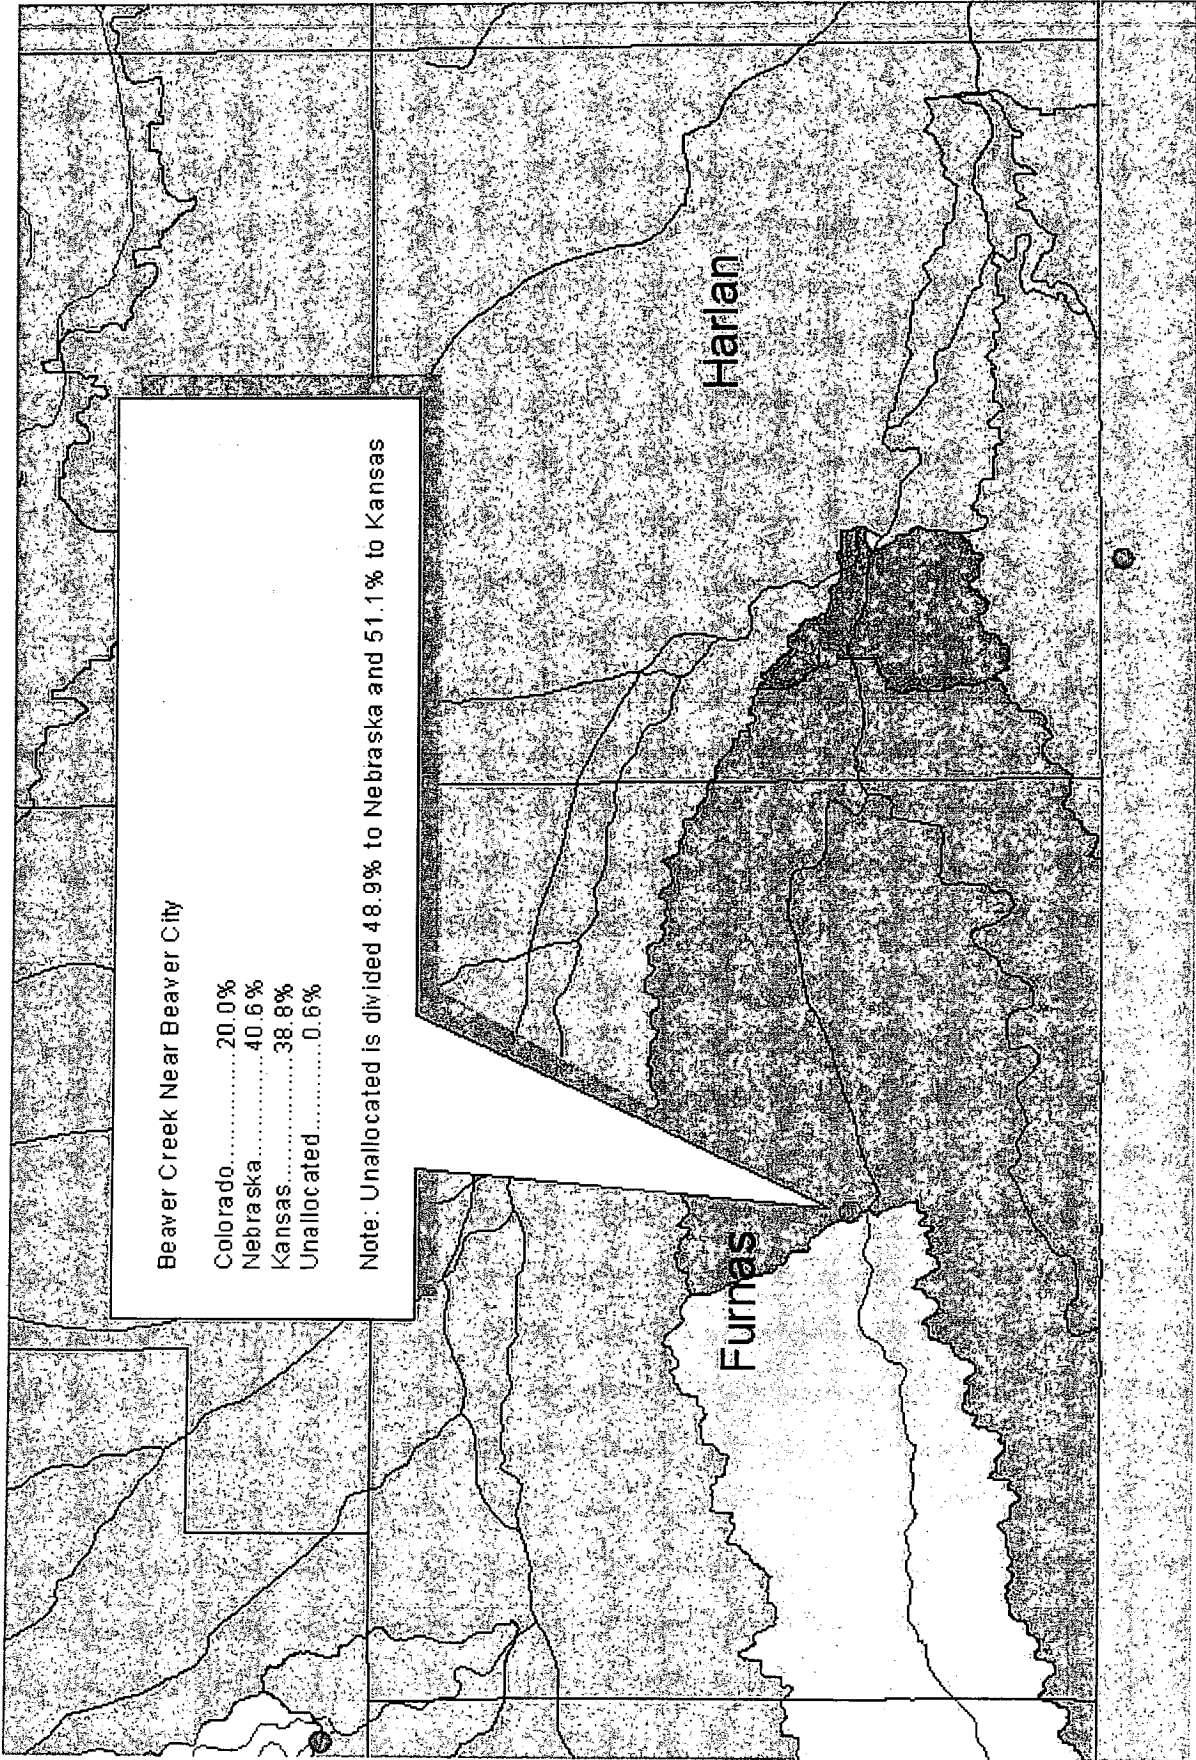 Beaver Creek Near Beaver City
Colorado..............20.0%
Nebraska..............40.6%
Kansas..................38.8%
Unallocated...........0.6%
Note: Unallocated is divided 48.9% to Nebraska and 51.1% to Kansas
Furnas
Harlan